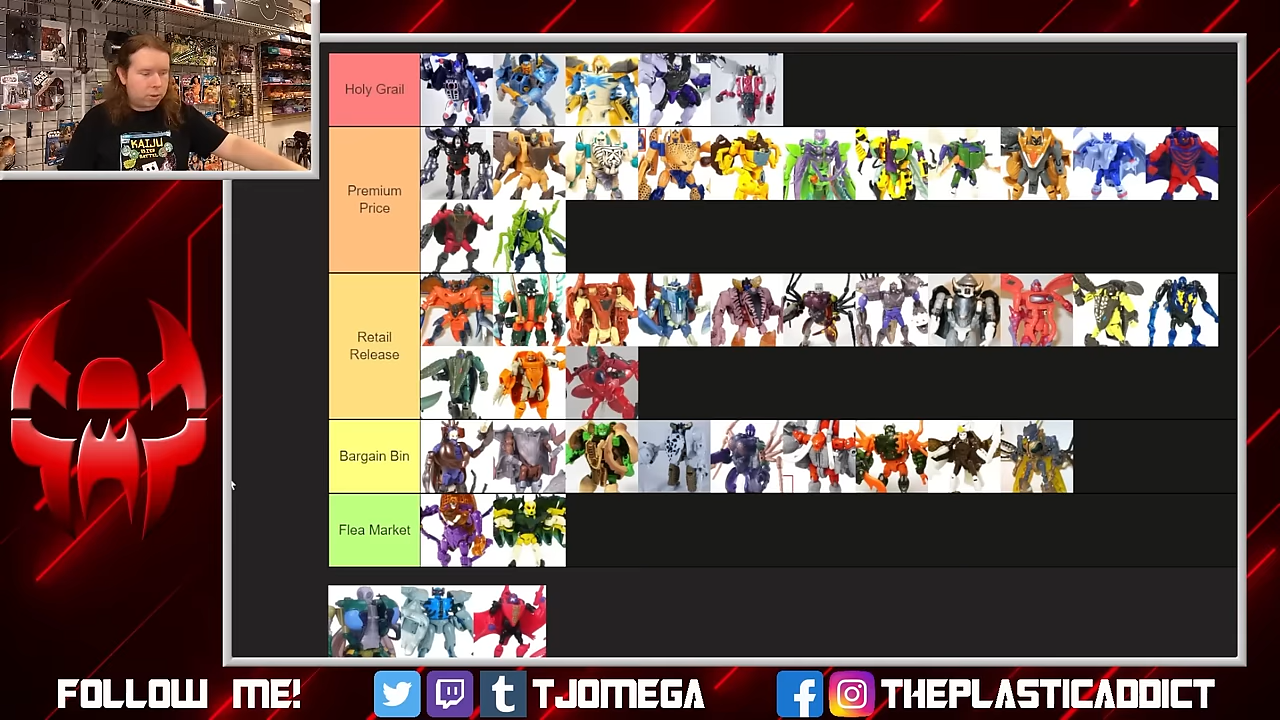 KAIJU
Holy Grail
Premium
Price
Retail
Release
Bargain Bin
Flea Market
FOLLOW ME!
TJOMEGA
THEPLASTICADDICT